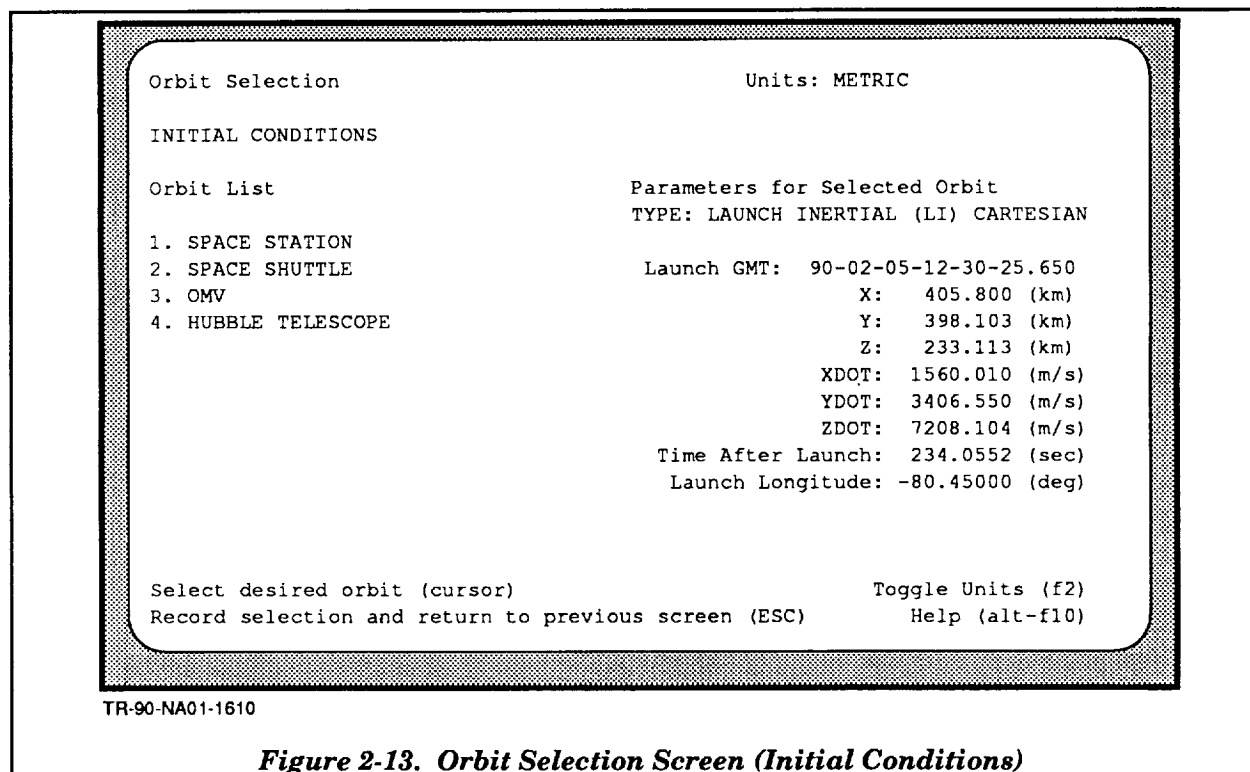 Orbit Selection Units: METRIC
INITIAL CONDITIONS
Orbit List Parameters for Selected Orbit
TYPE: LAUNCH INERTIAL (LI) CARTESIAN
1. SPACE STATION
2. SPACE SHUTTLE Launch GMT: 90-02-05-12-30-25.650
3. OMV X: 405.800 (km)
4. HUBBLE TELESCOPE Y: 398.103 (km)
Z: 233.113 (km)
XDOT: 1560.010 (m/s)
YDOT: 3406.550 (m/s)
ZDOT: 7208.104 (m/s)
Time After Launch: 234.0552 (sec)
Launch Longitude: -80.45000 (deg)
Select desired orbit (cursor) Toggle Units (f2)
Record selection and return to previous screen (ESC) Help (alt-f10)
TR-90-NA01-1610
Figure 2-13. Orbit Selection Screen (Initial Conditions)